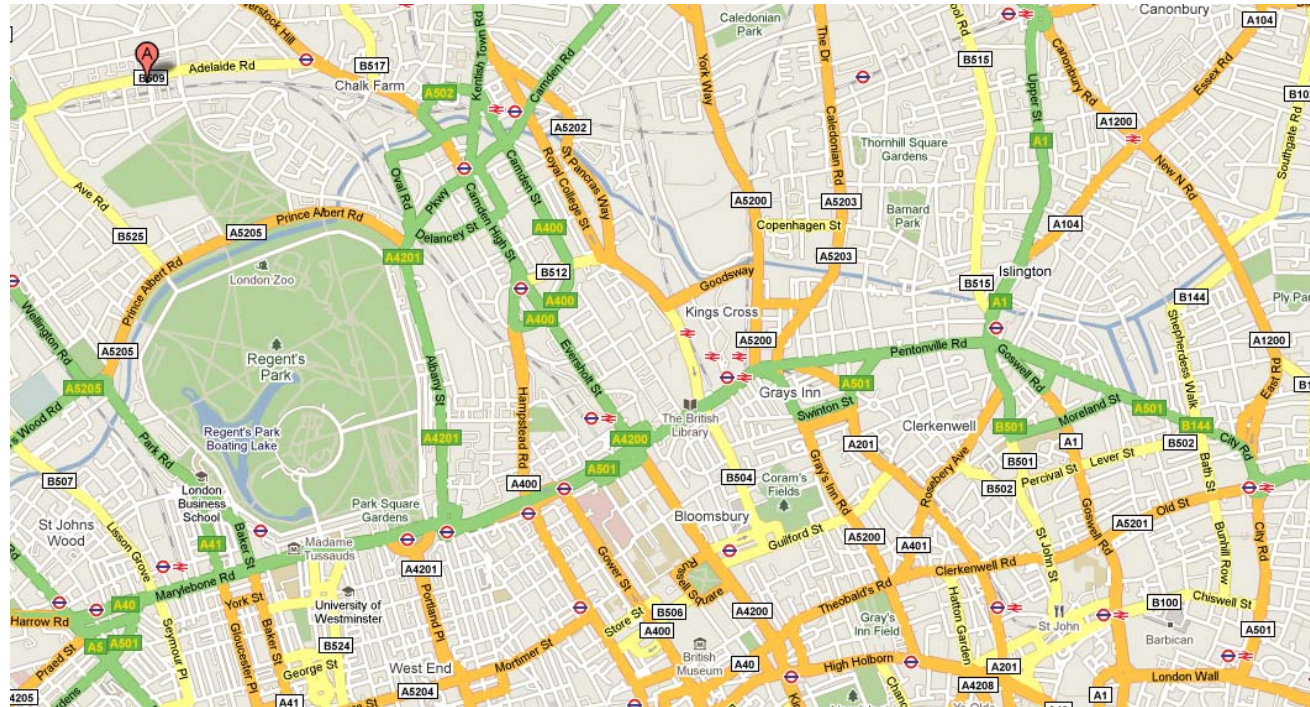 Canonbury
A104
Caledonian
Park
York Way
The Dr
B515
Upper St
Canonbury Rd
Essex Rd
A
B509
Adelaide Rd
B517
Chalk Farm
Kentish Town Rd
Camden Rd
A502
A5202
A1200
Southgate Rd
Royal College St
St Pancras Way
Caledonian Rd
Thornhill Square
Gardens
A1
New N Rd
Ave Rd
Oval Rd
Pkwy
Camden St
Camden High St
A5200
A5203
Barnard
Park
Copenhagen St
A104
Prince Albert Rd
A5205
Delancey St
A400
B525
A4201
London Zoo
B512
A5203
Islington
Goodsway
B515
B144
Ply Par
Prince Albert Rd
Wellington Rd
A400
A400
Kings Cross
A1
Shepherdess Walk
A5205
Regent's
Park
Albany St
Eversholt St
A5200
Pentonville Rd
A1200
A5205
Hampstead Rd
Grays Inn
A501
Goswell Rd
East Rd
s Wood Rd
Regent's Park
Boating Lake
The British
Library
Swinton St
Moreland St
A501
Park Rd
A4201
A4200
Clerkenwell
B501
B144
City Rd
A501
A201
A1
B502
London
Business
School
B507
A400
B504
Coram's
Fields
Gray's Inn Rd
Rosebery Ave
B501
B502
Percival St
Lever St
Bath St
St Johns
Wood
Park Square
Gardens
Bloomsbury
Old St
A5201
Lisson Grove
A41
Baker St
Madame
Tussauds
Guilford St
A5200
A401
Goswell Rd
City Rd
Marylebone Rd
A4201
Gower St
Russell Square
Clerkenwell Rd
St John St
Bunhill Row
A40
York St
University of
Westminster
Portland Pl
Store St
B506
A4200
Theobald's Rd
Hatton Garden
B100
Chiswell St
Harrow Rd
A5
A501
Seymour Pl
Gloucester Pl
Baker St
B524
A400
Gray's
Inn Field
St John
Barbican
A501
Praed St
George St
West End
Mortimer St
British
Museum
A40
High Holborn
A201
A4205
A41
A5204
A4208
A1
London Wall